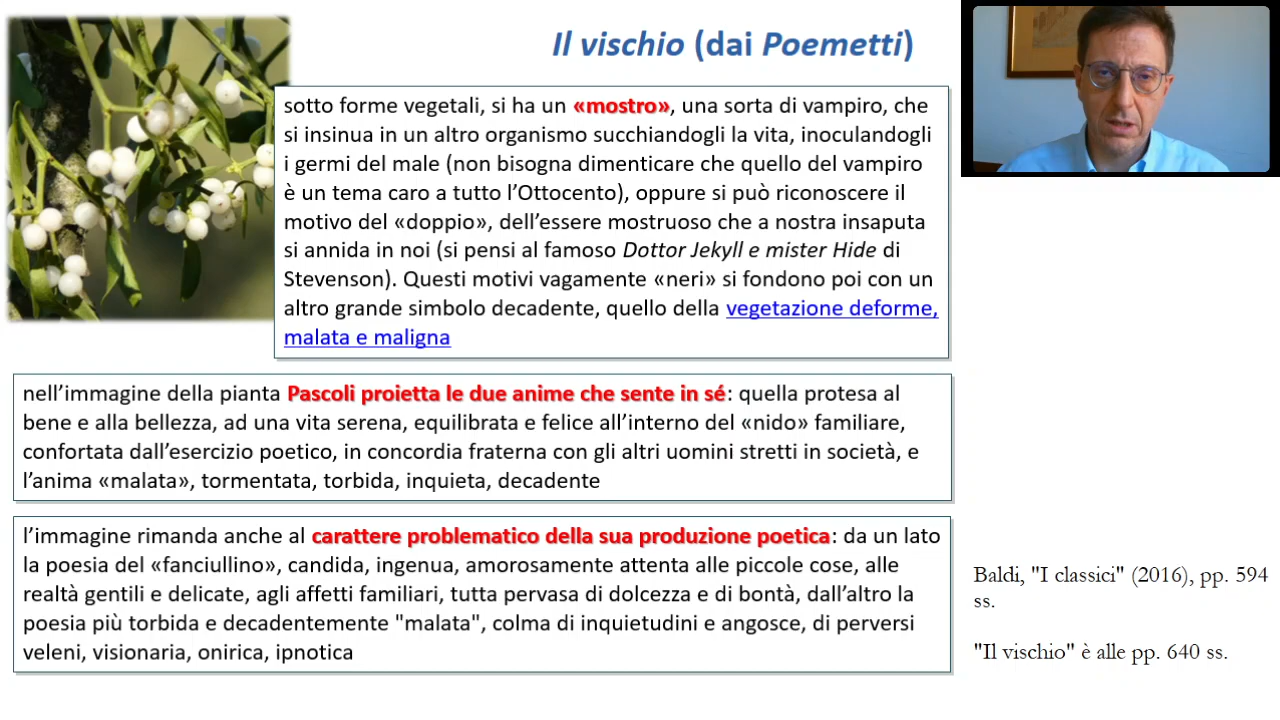 Il vischio (dai Poemetti)
sotto forme vegetali, si ha un «mostro», una sorta di vampiro, che
si insinua in un altro organismo succhiandogli la vita, inoculandogli
i germi del male (non bisogna dimenticare che quello del vampiro
è un tema caro a tutto l’Ottocento), oppure si può riconoscere il
motivo del «doppio», dell’essere mostruoso che a nostra insaputa
si annida in noi (si pensi al famoso Dottor Jekyll e mister Hide di
Stevenson). Questi motivi vagamente «neri» si fondono poi con un
altro grande simbolo decadente, quello della vegetazione deforme,
malata e maligna
nell’immagine della pianta Pascoli proietta le due anime che sente in sé: quella protesa al
bene e alla bellezza, ad una vita serena, equilibrata e felice all’interno del «nido» familiare,
confortata dall’esercizio poetico, in concordia fraterna con gli altri uomini stretti in società, e
l’anima «malata», tormentata, torbida, inquieta, decadente
l’immagine rimanda anche al carattere problematico della sua produzione poetica: da un lato
la poesia del «fanciullino», candida, ingenua, amorosamente attenta alle piccole cose, alle
realtà gentili e delicate, agli affetti familiari, tutta pervasa di dolcezza e di bontà, dall’altro la
poesia più torbida e decadentemente "malata", colma di inquietudini e angosce, di perversi
veleni, visionaria, onirica, ipnotica
Baldi, "I classici" (2016), pp. 594
ss.
"Il vischio" è alle pp. 640 ss.